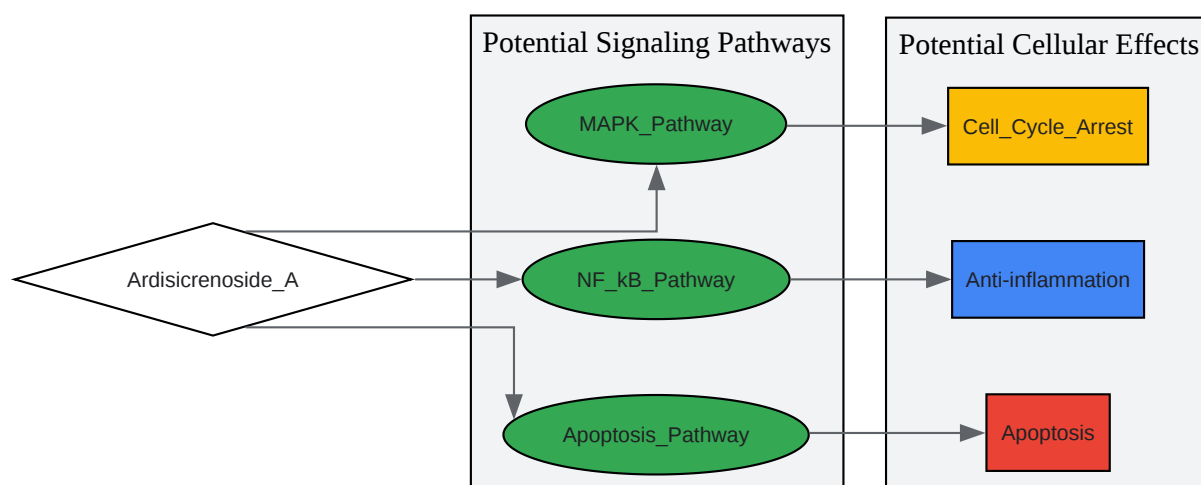 Potential Signaling Pathways
Potential Cellular Effects
MAPK_Pathway
Cell_Cycle_Arrest
Ardisicrenoside_A
NF_kB_Pathway
Anti-inflammation
Apoptosis_Pathway
Apoptosis